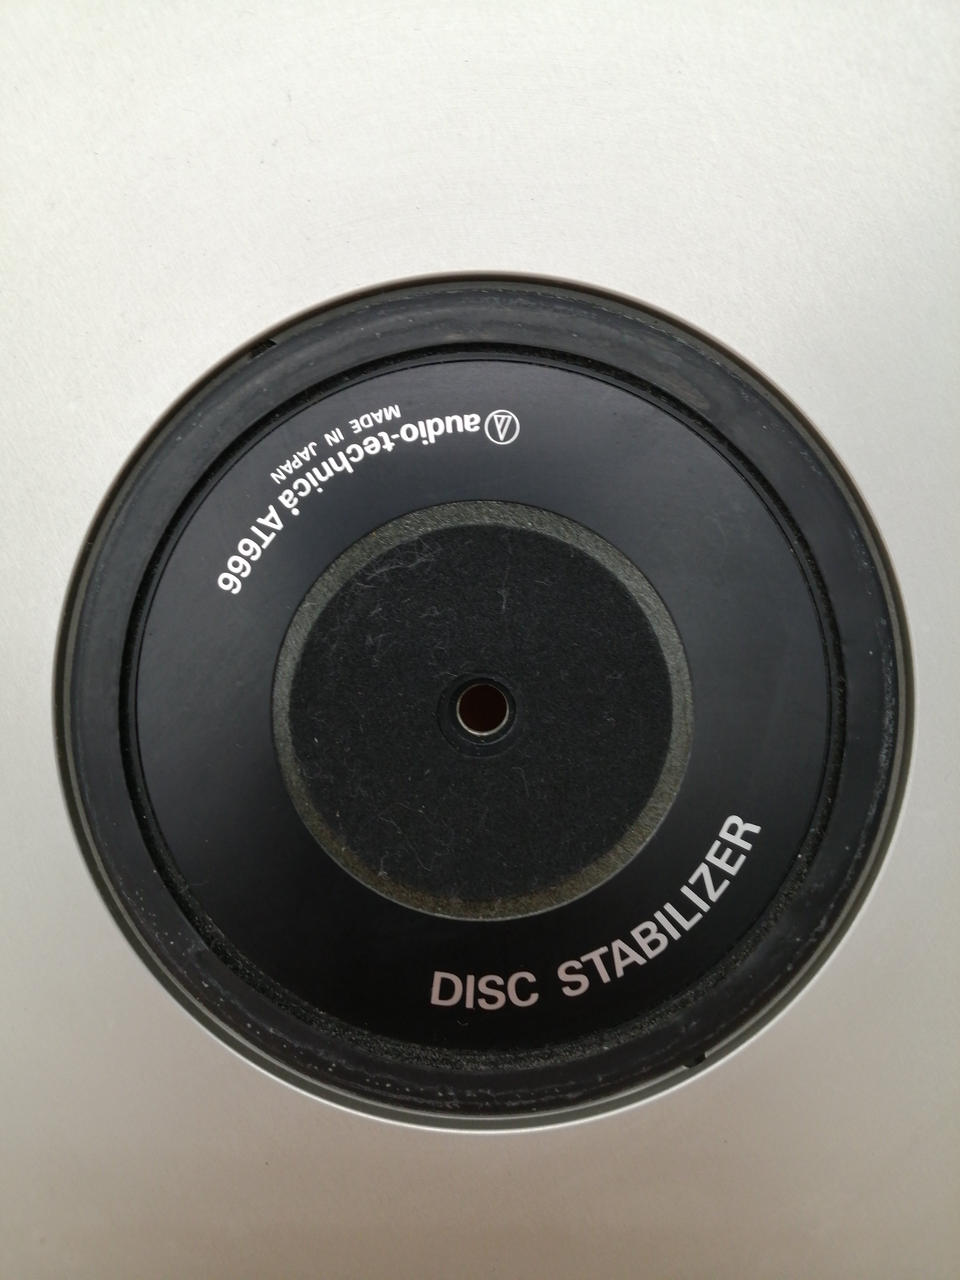 audio-technica AT666
MADE IN JAPAN
DISC STABILIZER